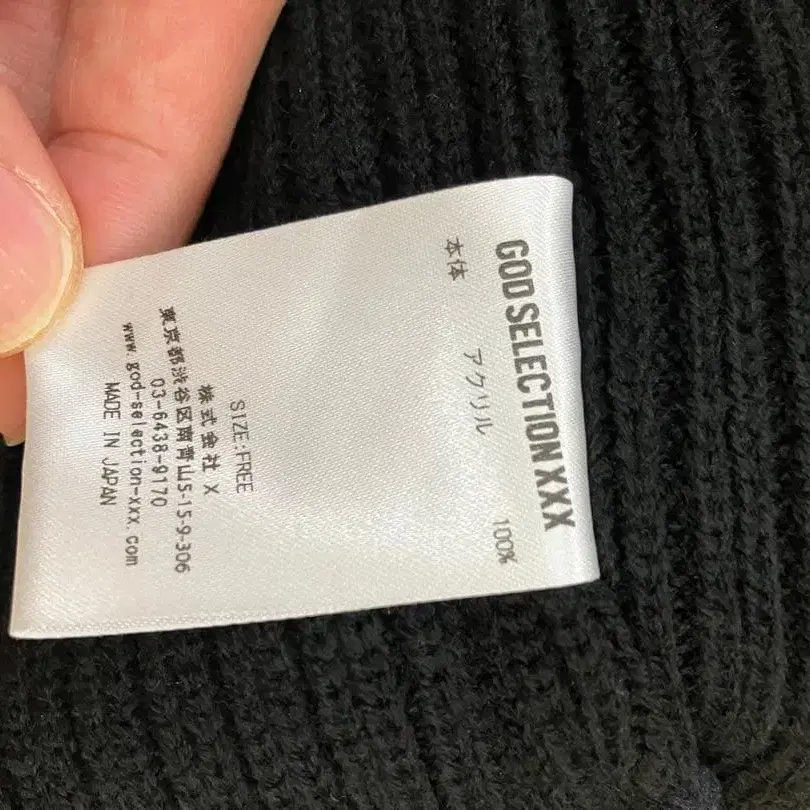 GOD SELECTION XXX
本体
アクリル 100%
SIZE:FREE
株式会社 X
東京都渋谷区南青山5-15-9-306
03-6438-9170
www.god-selection-xxx.com
MADE IN JAPAN